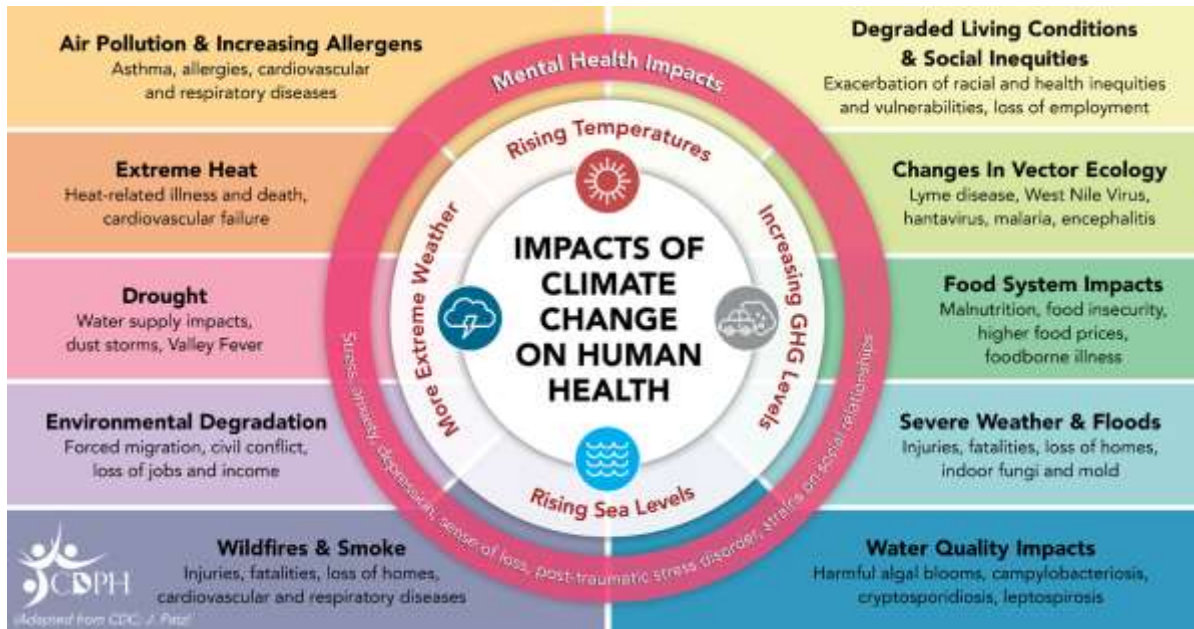 Air Pollution & Increasing Allergens
Asthma, allergies, cardiovascular
and respiratory diseases
Extreme Heat
Heat-related illness and death,
cardiovascular failure
Drought
Water supply impacts,
dust storms, Valley Fever
Environmental Degradation
Forced migration, civil conflict,
loss of jobs and income
Wildfires & Smoke
Injuries, fatalities, loss of homes,
cardiovascular and respiratory diseases
CDPH
(Adapted from CDC, J. Patz)
Mental Health Impacts
Stress, anxiety, depression, sense of loss, post-traumatic stress disorder, strains on social relationships
Rising Temperatures
Increasing GHG Levels
Rising Sea Levels
More Extreme Weather
IMPACTS OF
CLIMATE
CHANGE
ON HUMAN
HEALTH
Degraded Living Conditions
& Social Inequities
Exacerbation of racial and health inequities
and vulnerabilities, loss of employment
Changes In Vector Ecology
Lyme disease, West Nile Virus,
hantavirus, malaria, encephalitis
Food System Impacts
Malnutrition, food insecurity,
higher food prices,
foodborne illness
Severe Weather & Floods
Injuries, fatalities, loss of homes,
indoor fungi and mold
Water Quality Impacts
Harmful algal blooms, campylobacteriosis,
cryptosporidiosis, leptospirosis